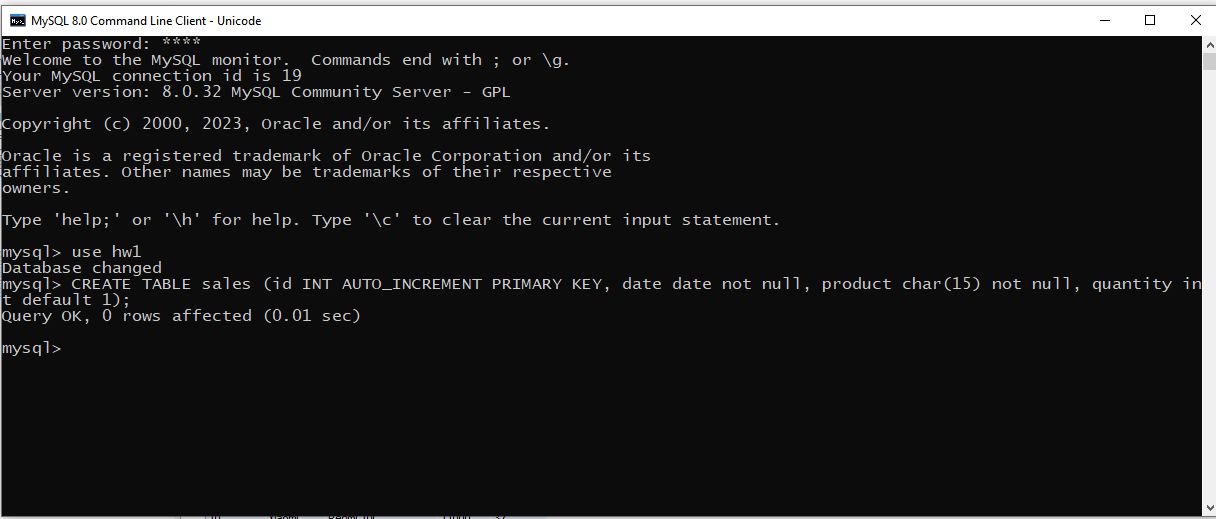 MySQL 8.0 Command Line Client - Unicode
Enter password: ****
Welcome to the MySQL monitor.  Commands end with ; or \g.
Your MySQL connection id is 19
Server version: 8.0.32 MySQL Community Server - GPL
Copyright (c) 2000, 2023, Oracle and/or its affiliates.
Oracle is a registered trademark of Oracle Corporation and/or its
affiliates. Other names may be trademarks of their respective
owners.
Type 'help;' or '\h' for help. Type '\c' to clear the current input statement.
mysql> use hw1
Database changed
mysql> CREATE TABLE sales (id INT AUTO_INCREMENT PRIMARY KEY, date date not null, product char(15) not null, quantity in
t default 1);
Query OK, 0 rows affected (0.01 sec)
mysql>